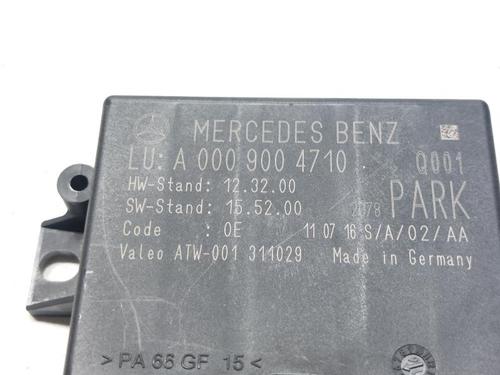 MERCEDES BENZ
LU: A 000 900 4710 Q001
HW-Stand: 12.32.00
SW-Stand: 15.52.00 2778 PARK
Code : 0E 11 07 16 S/A/02/AA
Valeo ATW-001 311029 Made in Germany
>PA 66 GF 15<